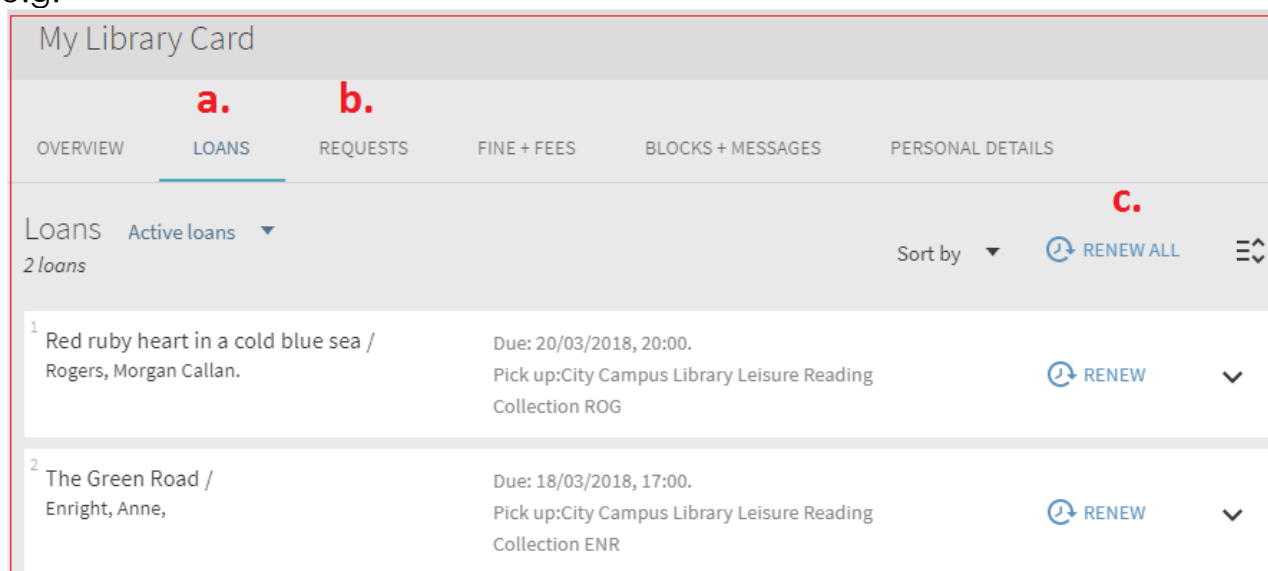 e.g.
My Library Card
a. b.
OVERVIEW LOANS REQUESTS FINE + FEES BLOCKS + MESSAGES PERSONAL DETAILS
c.
Loans Active loans
2 loans
Sort by RENEW ALL
1 Red ruby heart in a cold blue sea /
Rogers, Morgan Callan.
Due: 20/03/2018, 20:00.
Pick up:City Campus Library Leisure Reading
Collection ROG
RENEW
2 The Green Road /
Enright, Anne,
Due: 18/03/2018, 17:00.
Pick up:City Campus Library Leisure Reading
Collection ENR
RENEW